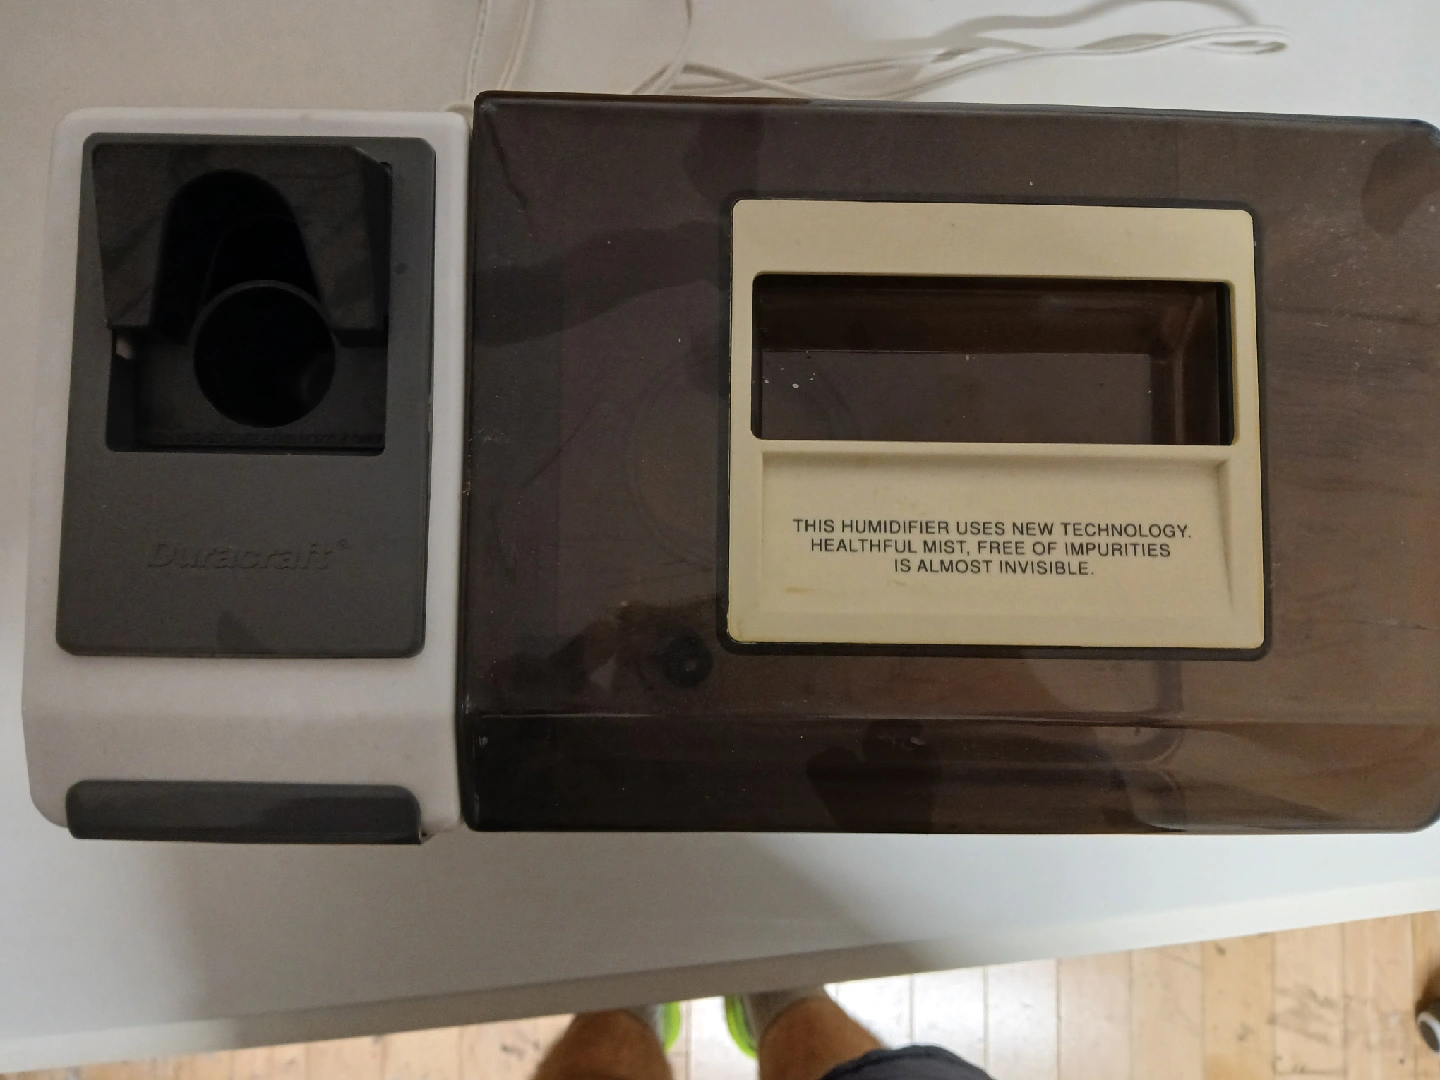 Duracraft®
THIS HUMIDIFIER USES NEW TECHNOLOGY.
HEALTHFUL MIST, FREE OF IMPURITIES
IS ALMOST INVISIBLE.